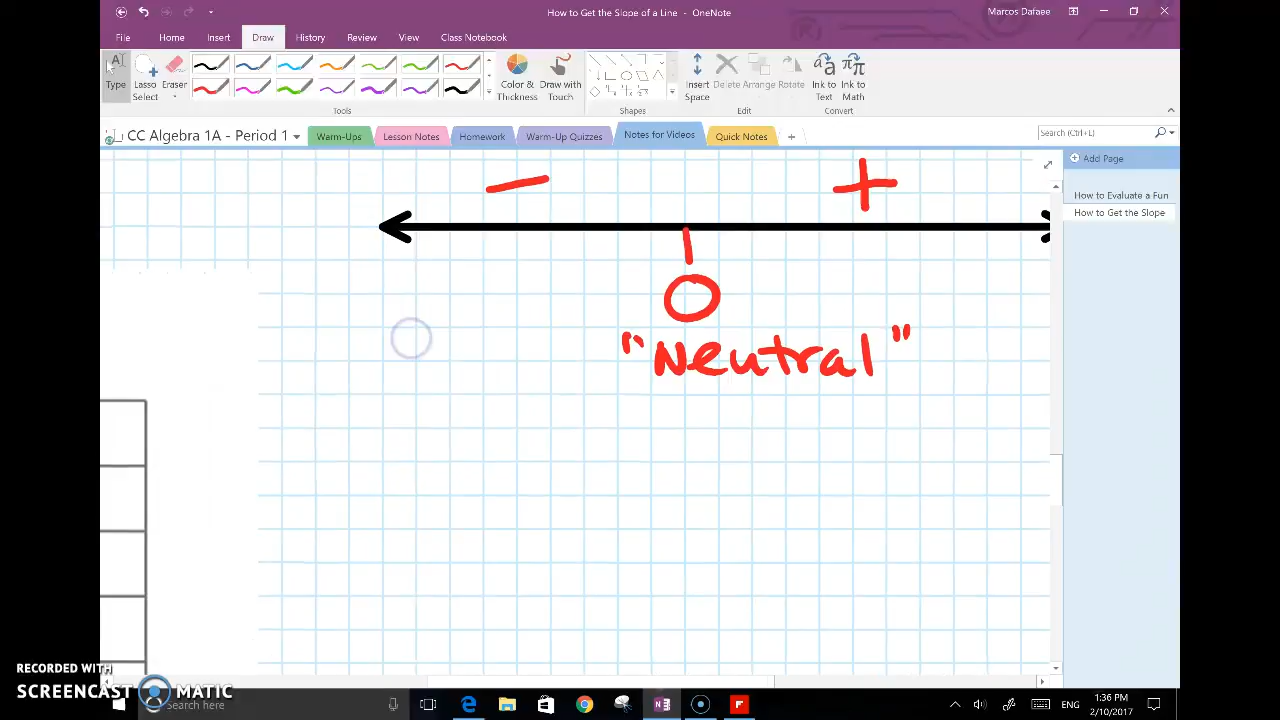 How to Get the Slope of a Line - OneNote
Marcos Dafaee
File Home Insert Draw History Review View Class Notebook
Type
Lasso Select
Eraser
Color & Thickness
Draw with Touch
Insert Space
Delete Arrange Rotate
Ink to Text
Ink to Math
Tools
Shapes
Edit
Convert
CC Algebra 1A - Period 1
Warm-Ups Lesson Notes Homework Warm-Up Quizzes Notes for Videos Quick Notes
Search (Ctrl+L)
Add Page
How to Evaluate a Fun
How to Get the Slope
− +
0
"Neutral"
RECORDED WITH
SCREENCAST MATIC
Search here
ENG
1:36 PM
2/10/2017